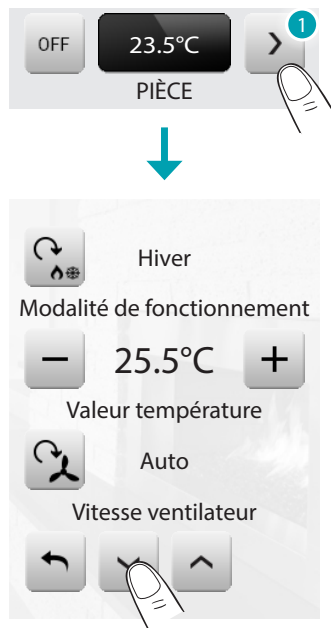 OFF 23.5°C 1
PIÈCE
Hiver
Modalité de fonctionnement
25.5°C
Valeur température
Auto
Vitesse ventilateur